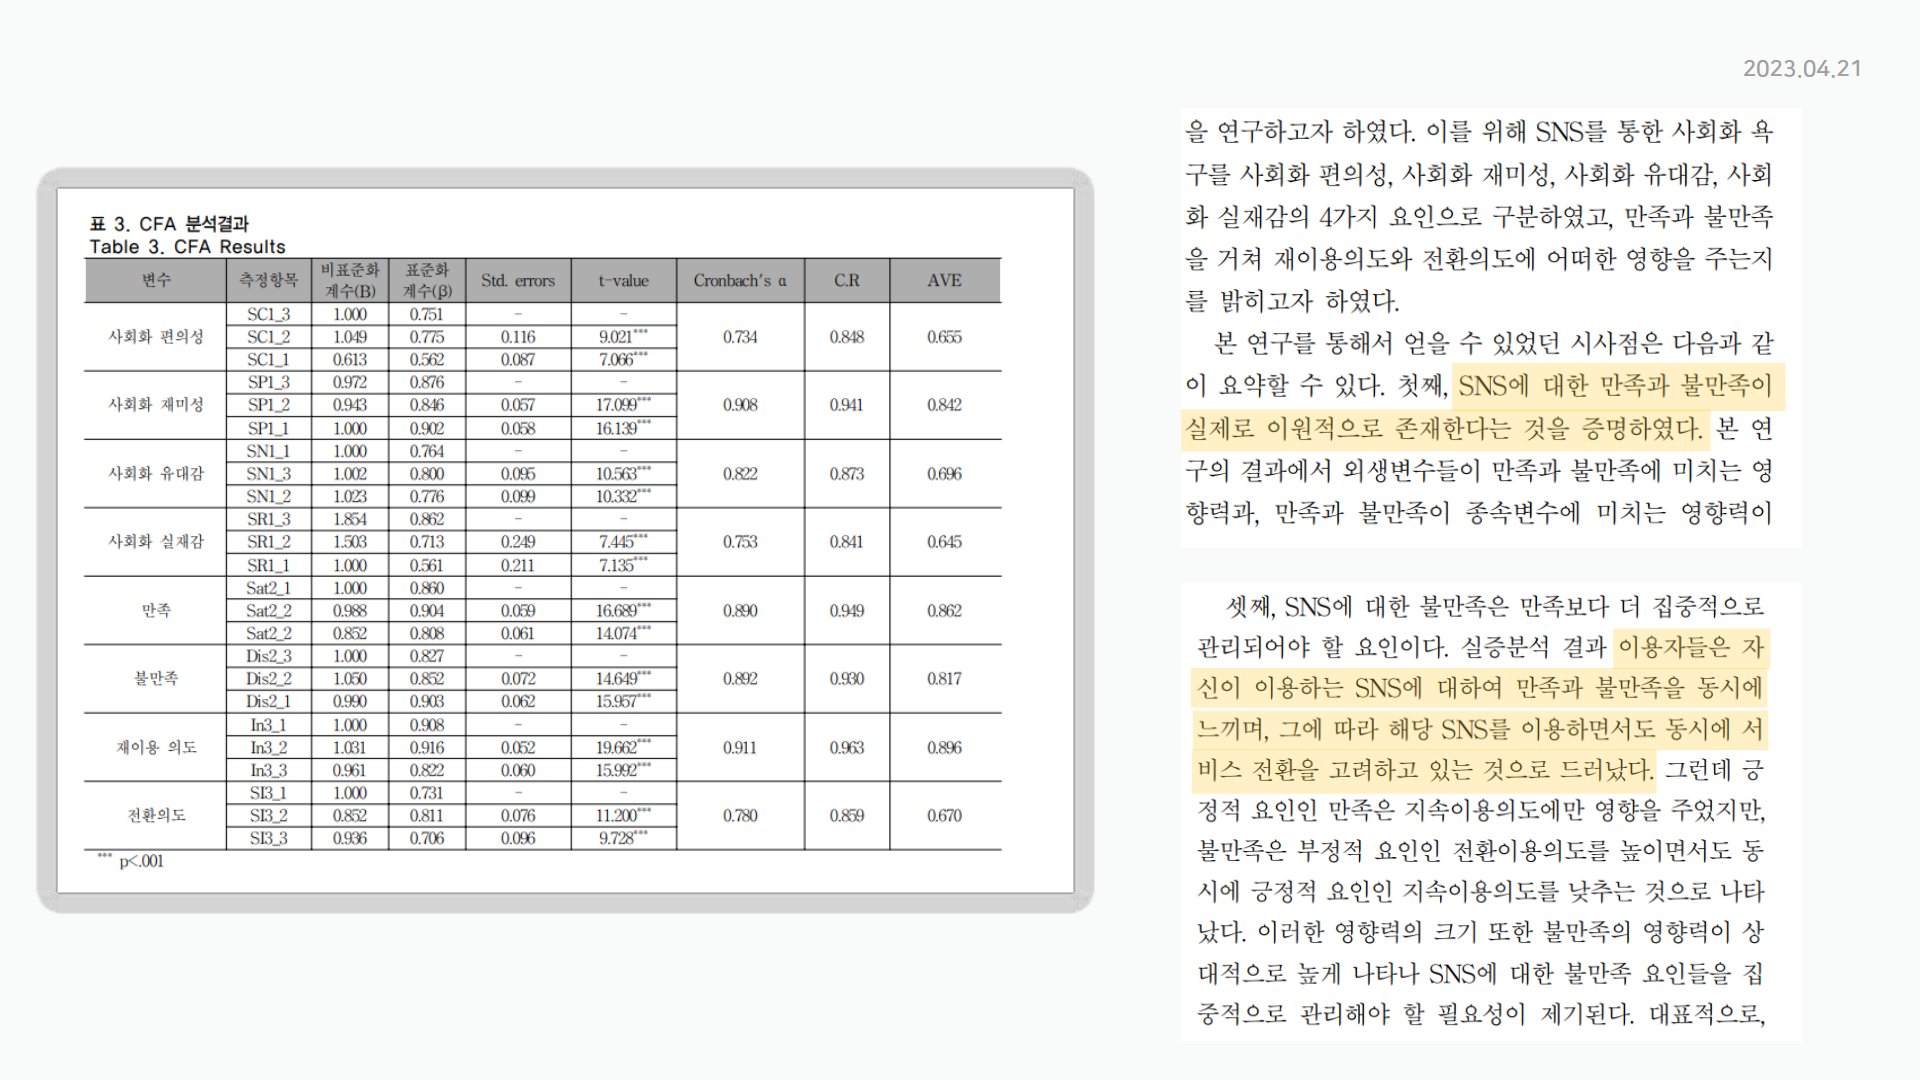 2023.04.21
표 3. CFA 분석결과
Table 3. CFA Results
변수 측정항목 비표준화 계수(B) 표준화 계수(β) Std. errors t-value Cronbach's α C.R AVE
사회화 편의성 SC1_3 1.000 0.751 - - 0.734 0.848 0.655
SC1_2 1.049 0.775 0.116 9.021***
SC1_1 0.613 0.562 0.087 7.066***
사회화 재미성 SP1_3 0.972 0.876 - - 0.908 0.941 0.842
SP1_2 0.943 0.846 0.057 17.099***
SP1_1 1.000 0.902 0.058 16.139***
사회화 유대감 SN1_1 1.000 0.764 - - 0.822 0.873 0.696
SN1_3 1.002 0.800 0.095 10.563***
SN1_2 1.023 0.776 0.099 10.332***
사회화 실재감 SR1_3 1.854 0.862 - - 0.753 0.841 0.645
SR1_2 1.503 0.713 0.249 7.445***
SR1_1 1.000 0.561 0.211 7.135***
만족 Sat2_1 1.000 0.860 - - 0.890 0.949 0.862
Sat2_2 0.988 0.904 0.059 16.689***
Sat2_2 0.852 0.808 0.061 14.074***
불만족 Dis2_3 1.000 0.827 - - 0.892 0.930 0.817
Dis2_2 1.050 0.852 0.072 14.649***
Dis2_1 0.990 0.903 0.062 15.957***
재이용 의도 In3_1 1.000 0.908 - - 0.911 0.963 0.896
In3_2 1.031 0.916 0.052 19.662***
In3_3 0.961 0.822 0.060 15.992***
전환의도 SI3_1 1.000 0.731 - - 0.780 0.859 0.670
SI3_2 0.852 0.811 0.076 11.200***
SI3_3 0.936 0.706 0.096 9.728***
*** p<.001
을 연구하고자 하였다. 이를 위해 SNS를 통한 사회화 욕
구를 사회화 편의성, 사회화 재미성, 사회화 유대감, 사회
화 실재감의 4가지 요인으로 구분하였고, 만족과 불만족
을 거쳐 재이용의도와 전환의도에 어떠한 영향을 주는지
를 밝히고자 하였다.
본 연구를 통해서 얻을 수 있었던 시사점은 다음과 같
이 요약할 수 있다. 첫째, SNS에 대한 만족과 불만족이
실제로 이원적으로 존재한다는 것을 증명하였다. 본 연
구의 결과에서 외생변수들이 만족과 불만족에 미치는 영
향력과, 만족과 불만족이 종속변수에 미치는 영향력이
셋째, SNS에 대한 불만족은 만족보다 더 집중적으로
관리되어야 할 요인이다. 실증분석 결과 이용자들은 자
신이 이용하는 SNS에 대하여 만족과 불만족을 동시에
느끼며, 그에 따라 해당 SNS를 이용하면서도 동시에 서
비스 전환을 고려하고 있는 것으로 드러났다. 그런데 긍
정적 요인인 만족은 지속이용의도에만 영향을 주었지만,
불만족은 부정적 요인인 전환이용의도를 높이면서도 동
시에 긍정적 요인인 지속이용의도를 낮추는 것으로 나타
났다. 이러한 영향력의 크기 또한 불만족의 영향력이 상
대적으로 높게 나타나 SNS에 대한 불만족 요인들을 집
중적으로 관리해야 할 필요성이 제기된다. 대표적으로,